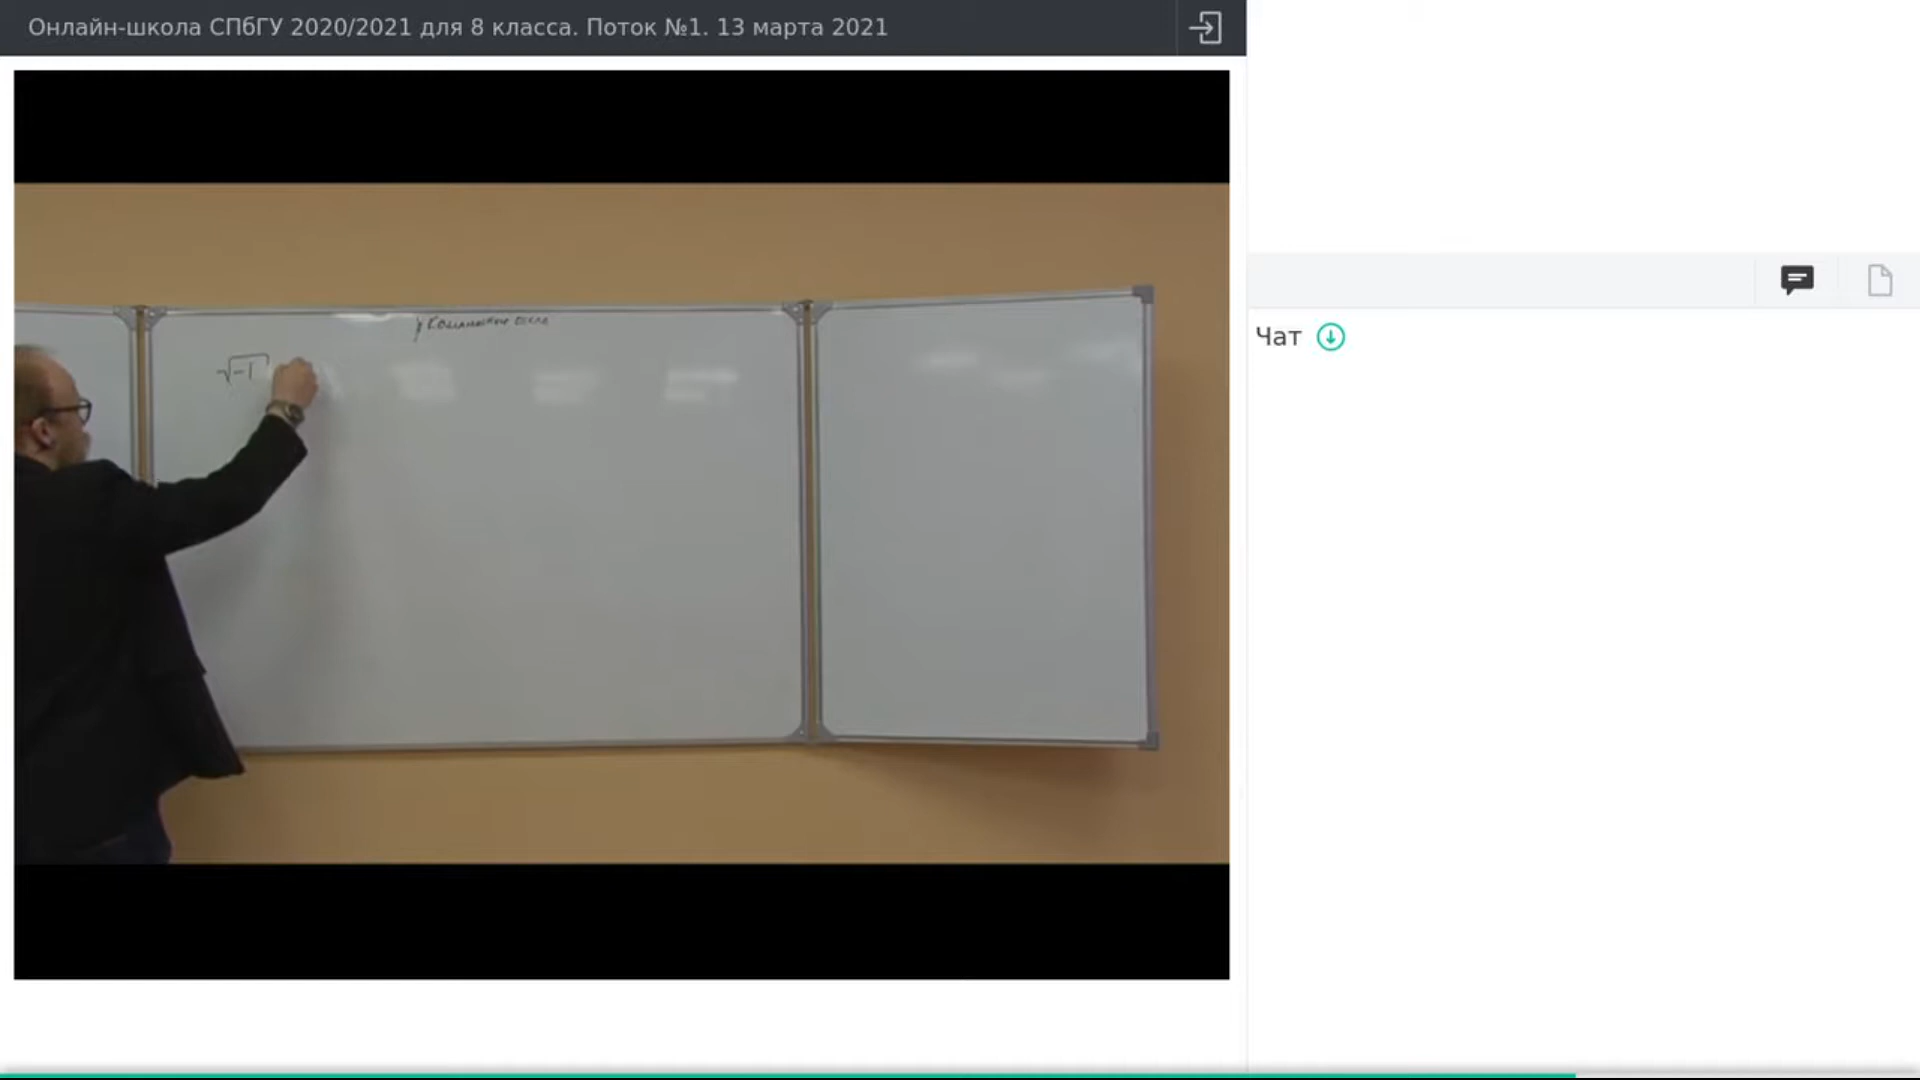 Онлайн-школа СПбГУ 2020/2021 для 8 класса. Поток №1. 13 марта 2021
Чат
√-1